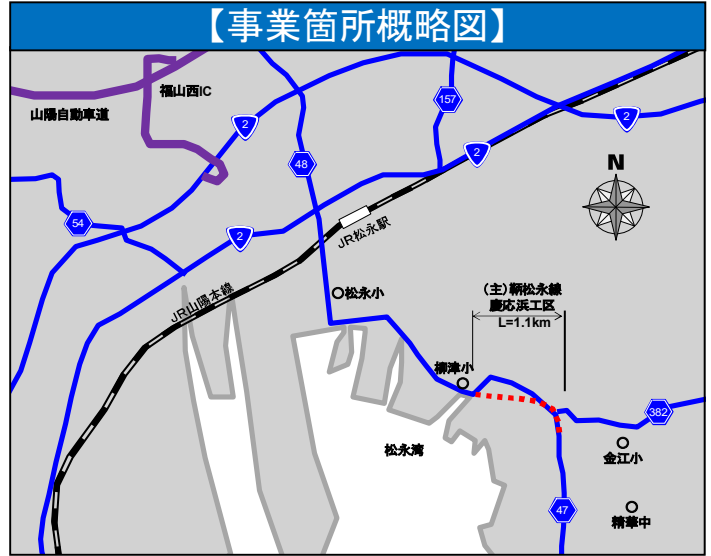 【事業箇所概略図】
福山西IC
山陽自動車道
2
157
2
48
2
N
54
2
JR松永駅
JR山陽本線
松永小
(主)鞆松永線
慶応浜工区
L=1.1km
柳津小
382
松永湾
金江小
47
精華中